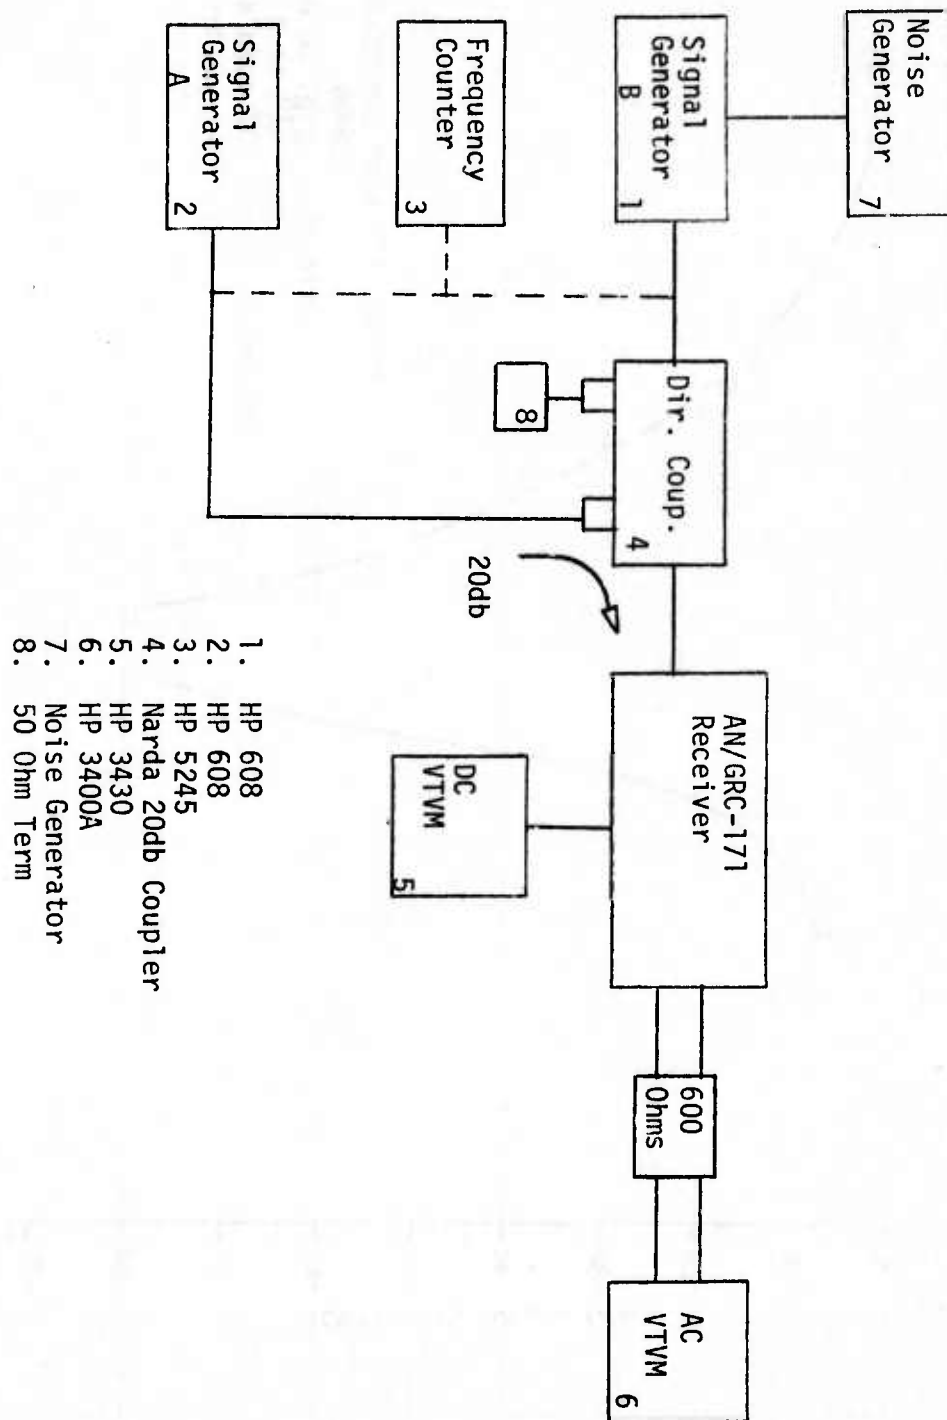 Noise
Generator
7
Signal
Generator
B
1
Frequency
Counter
3
Signal
Generator
A
2
Dir. Coup.
4
8
20db
AN/GRC-171
Receiver
DC
VTVM
5
600
Ohms
AC
VTVM
6
1. HP 608
2. HP 608
3. HP 5245
4. Narda 20db Coupler
5. HP 3430
6. HP 3400A
7. Noise Generator
8. 50 Ohm Term